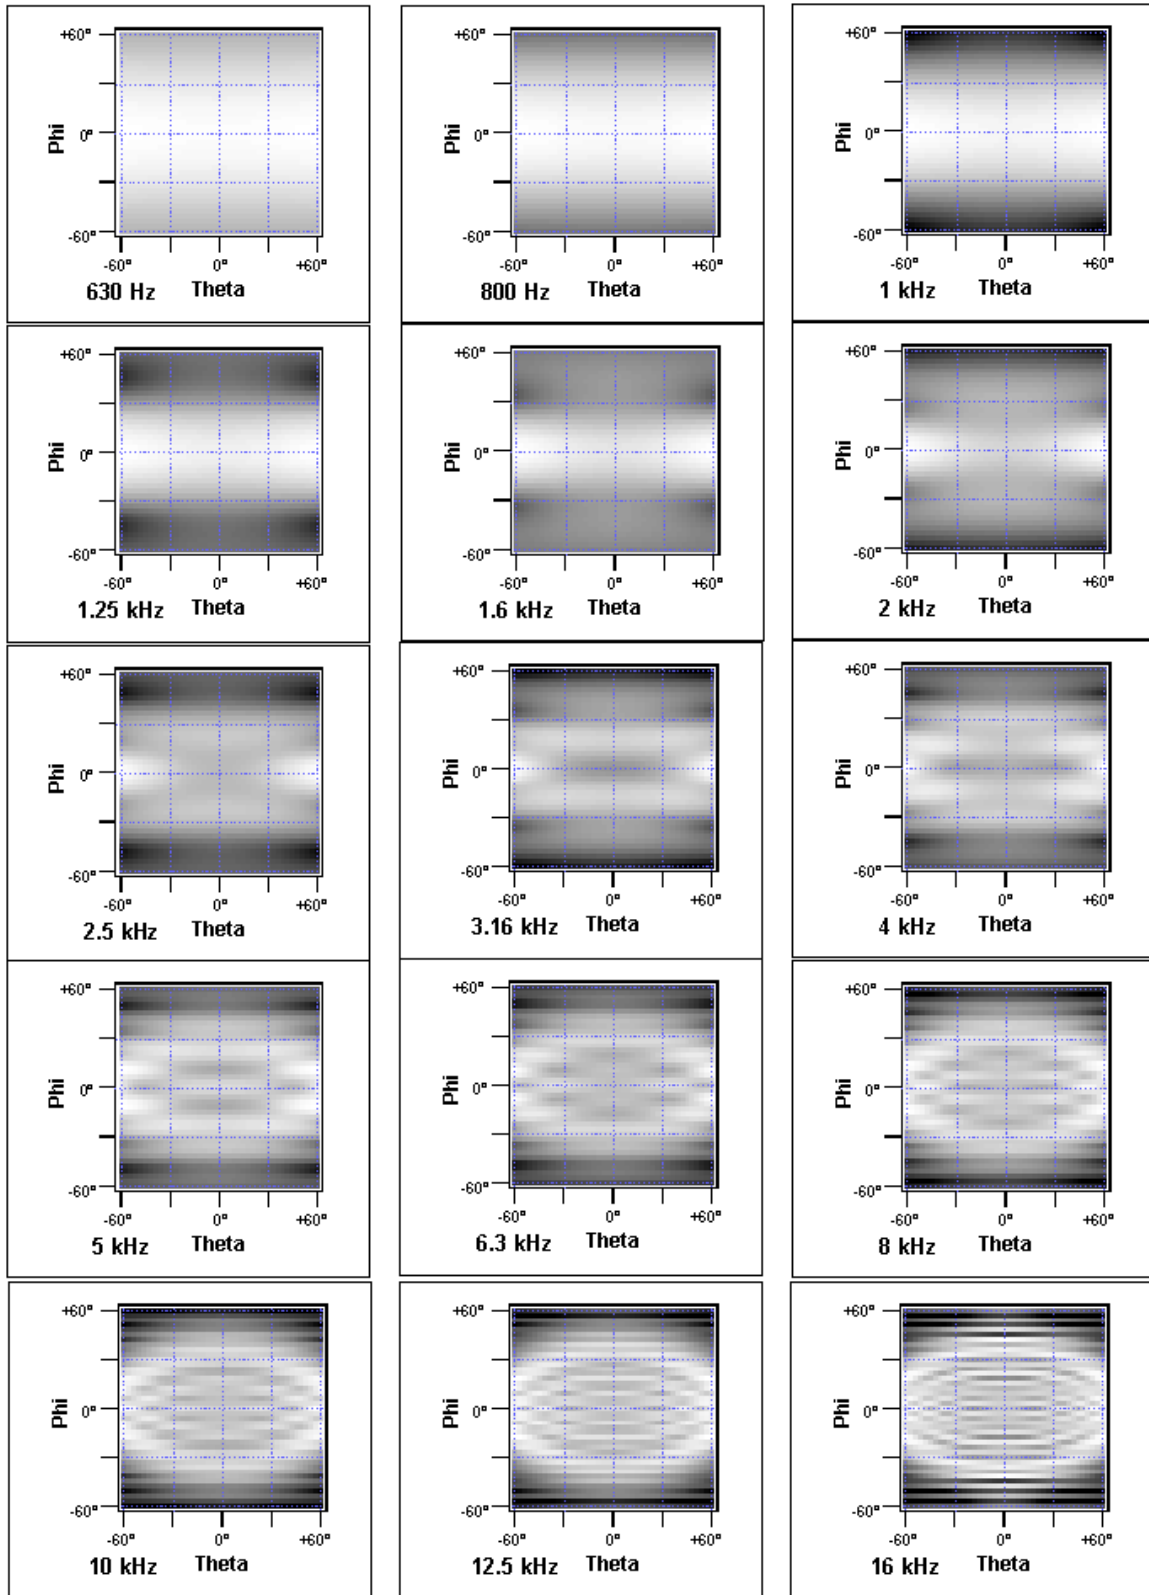 +60°
Phi
0°
-60°
-60° 0° +60°
630 Hz Theta
+60°
Phi
0°
-60°
-60° 0° +60°
800 Hz Theta
+60°
Phi
0°
-60°
-60° 0° +60°
1 kHz Theta
+60°
Phi
0°
-60°
-60° 0° +60°
1.25 kHz Theta
+60°
Phi
0°
-60°
-60° 0° +60°
1.6 kHz Theta
+60°
Phi
0°
-60°
-60° 0° +60°
2 kHz Theta
+60°
Phi
0°
-60°
-60° 0° +60°
2.5 kHz Theta
+60°
Phi
0°
-60°
-60° 0° +60°
3.16 kHz Theta
+60°
Phi
0°
-60°
-60° 0° +60°
4 kHz Theta
+60°
Phi
0°
-60°
-60° 0° +60°
5 kHz Theta
+60°
Phi
0°
-60°
-60° 0° +60°
6.3 kHz Theta
+60°
Phi
0°
-60°
-60° 0° +60°
8 kHz Theta
+60°
Phi
0°
-60°
-60° 0° +60°
10 kHz Theta
+60°
Phi
0°
-60°
-60° 0° +60°
12.5 kHz Theta
+60°
Phi
0°
-60°
-60° 0° +60°
16 kHz Theta